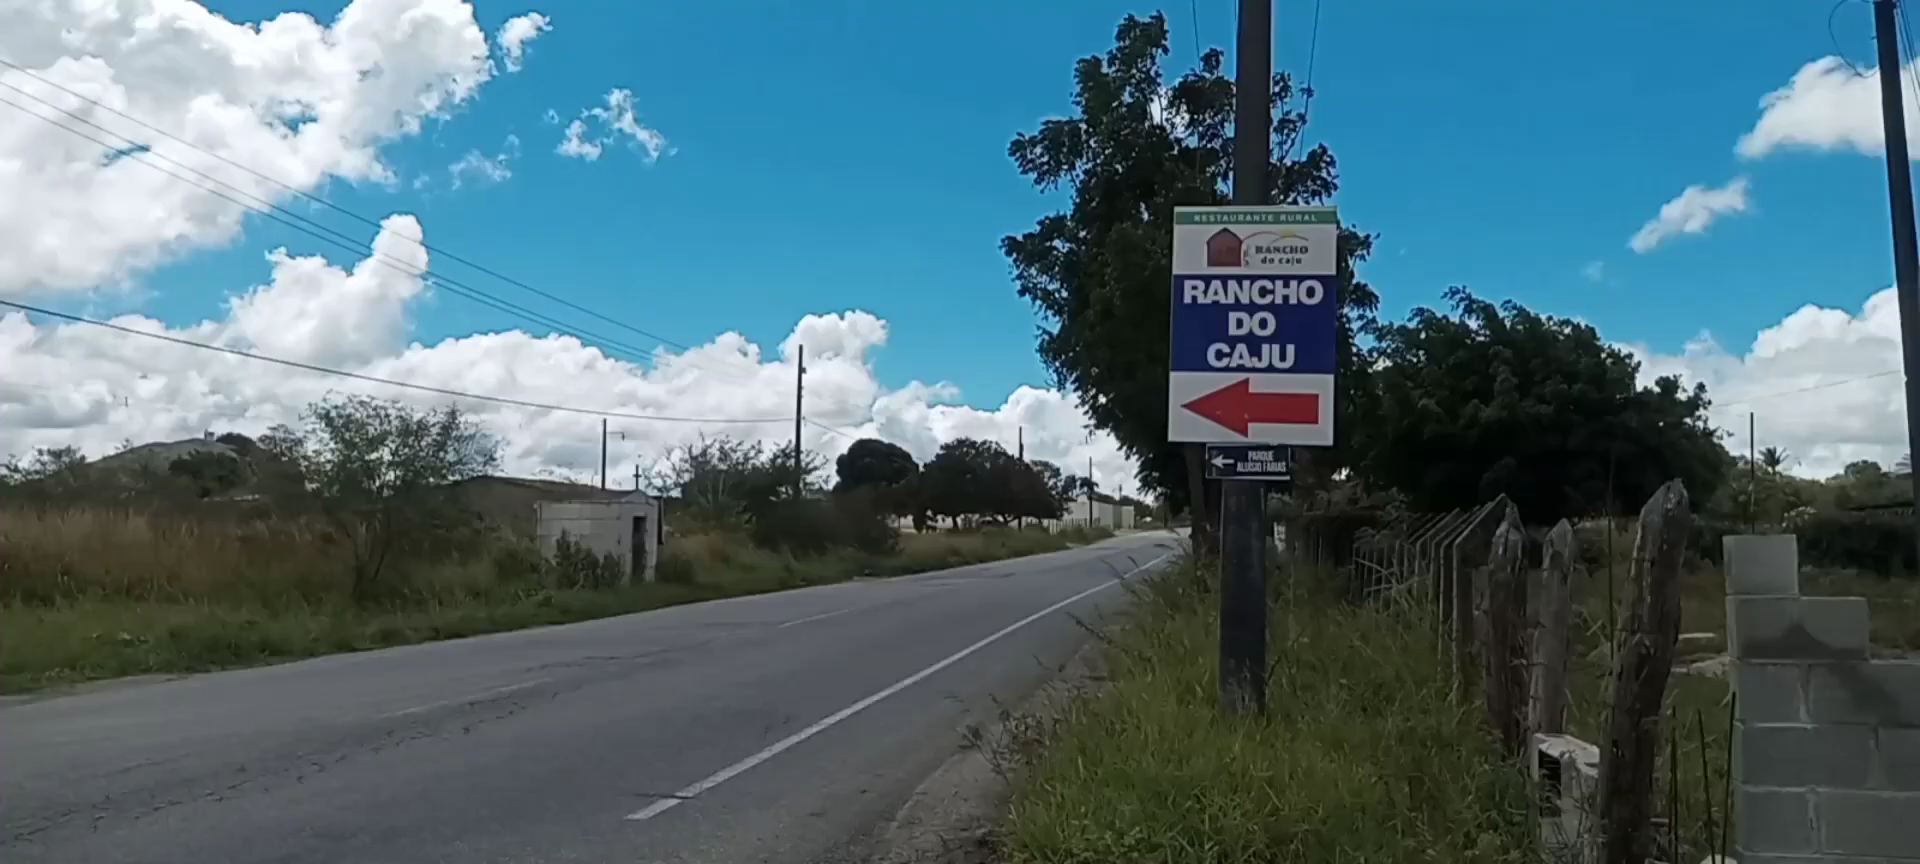 RESTAURANTE RURAL
RANCHO
do caju
RANCHO
DO
CAJU
PARQUE
ALUÍSIO FARIAS